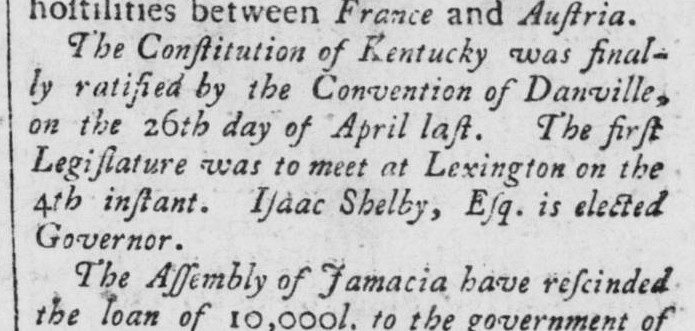 hoſtilities between France and Auſtria.
The Conſtitution of Kentucky was final-
ly ratified by the Convention of Danville,
on the 26th day of April laſt. The firſt
Legiſlature was to meet at Lexington on the
4th inſtant. Iſaac Shelby, Eſq. is elected
Governor.
The Aſſembly of Jamacia have reſcinded
the loan of 10,000l. to the government of